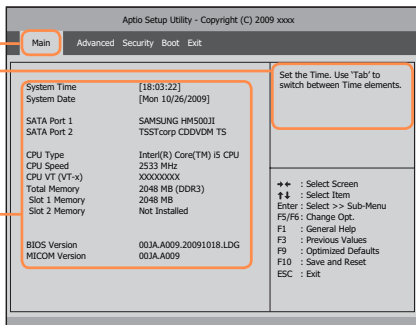 Aptio Setup Utility - Copyright (C) 2009 xxxx
Main Advanced Security Boot Exit
System Time [18:03:22]
System Date [Mon 10/26/2009]
SATA Port 1 SAMSUNG HM500JI
SATA Port 2 TSSTcorp CDDVDM TS
CPU Type Interl(R) Core(TM) i5 CPU
CPU Speed 2533 MHz
CPU VT (VT-x) XXXXXXXX
Total Memory 2048 MB (DDR3)
Slot 1 Memory 2048 MB
Slot 2 Memory Not Installed
BIOS Version 00JA.A009.20091018.LDG
MICOM Version 00JA.A009
Set the Time. Use 'Tab' to
switch between Time elements.
→← : Select Screen
↑↓ : Select Item
Enter : Select >> Sub-Menu
F5/F6 : Change Opt.
F1 : General Help
F3 : Previous Values
F9 : Optimized Defaults
F10 : Save and Reset
ESC : Exit